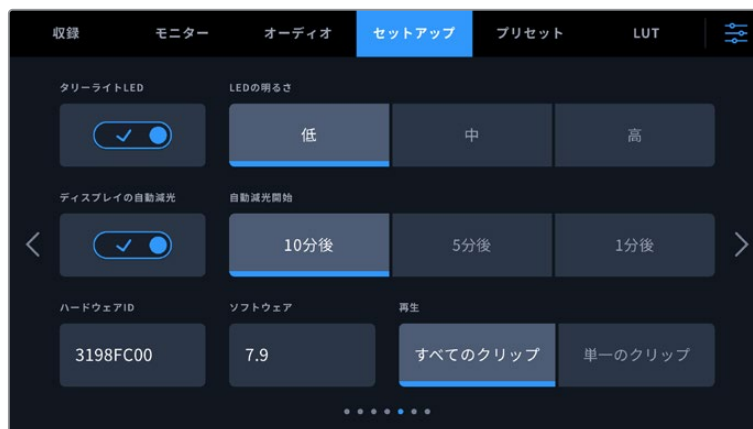 収録 モニター オーディオ セットアップ プリセット LUT
タリーライトLED LEDの明るさ
低 中 高
ディスプレイの自動減光 自動減光開始
10分後 5分後 1分後
ハードウェアID ソフトウェア 再生
3198FC00 7.9 すべてのクリップ 単一のクリップ